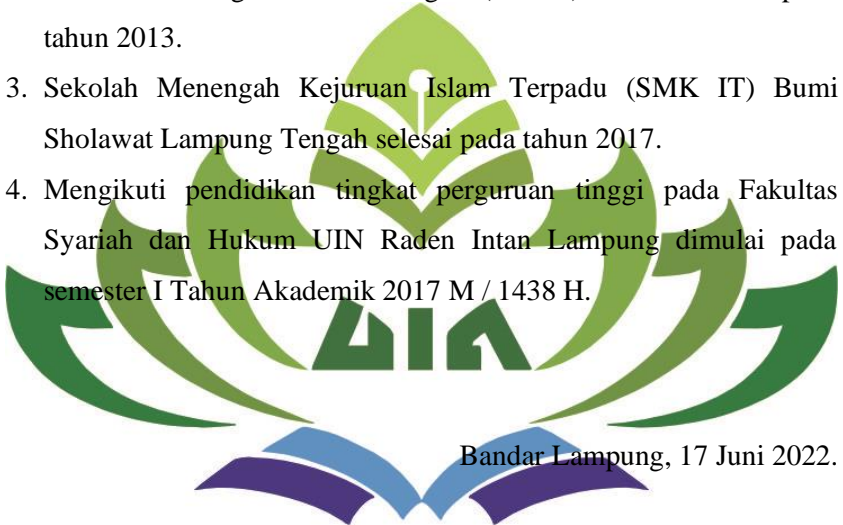 tahun 2013.
3. Sekolah Menengah Kejuruan Islam Terpadu (SMK IT) Bumi
Sholawat Lampung Tengah selesai pada tahun 2017.
4. Mengikuti pendidikan tingkat perguruan tinggi pada Fakultas
Syariah dan Hukum UIN Raden Intan Lampung dimulai pada
semester I Tahun Akademik 2017 M / 1438 H.
UIN
Bandar Lampung, 17 Juni 2022.